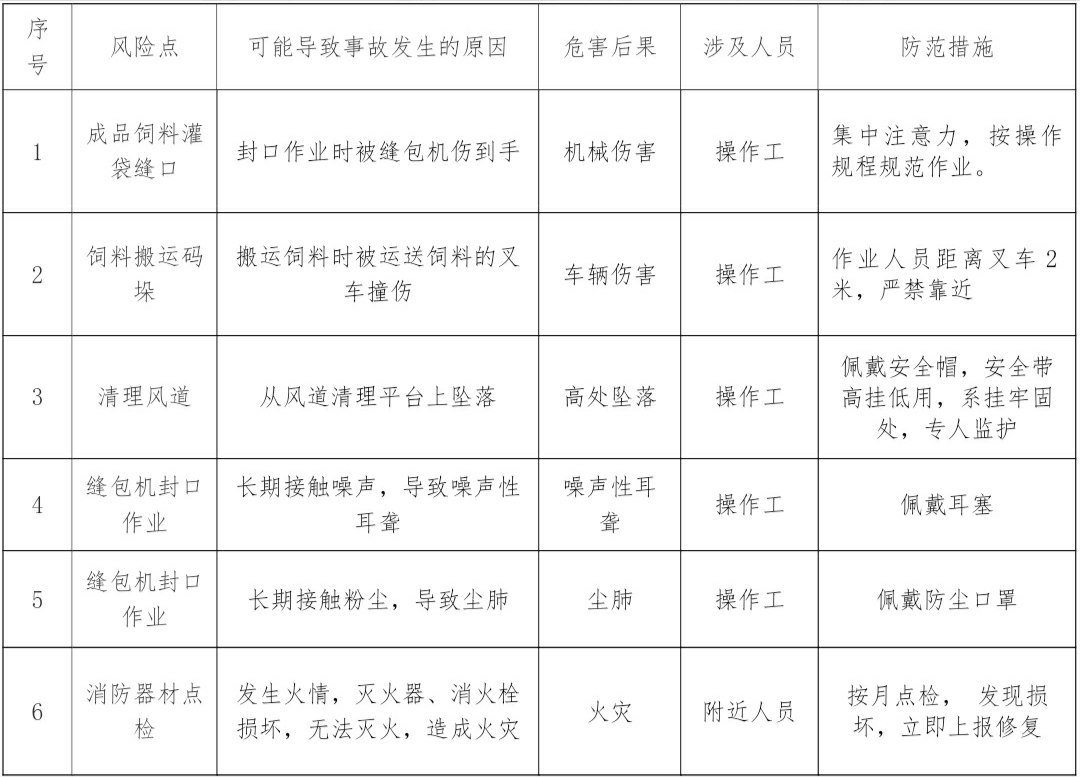 序号 风险点 可能导致事故发生的原因 危害后果 涉及人员 防范措施
1 成品饲料灌袋缝口 封口作业时被缝包机伤到手 机械伤害 操作工 集中注意力，按操作规程规范作业。
2 饲料搬运码垛 搬运饲料时被运送饲料的叉车撞伤 车辆伤害 操作工 作业人员距离叉车2米，严禁靠近
3 清理风道 从风道清理平台上坠落 高处坠落 操作工 佩戴安全帽，安全带高挂低用，系挂牢固处，专人监护
4 缝包机封口作业 长期接触噪声，导致噪声性耳聋 噪声性耳聋 操作工 佩戴耳塞
5 缝包机封口作业 长期接触粉尘，导致尘肺 尘肺 操作工 佩戴防尘口罩
6 消防器材点检 发生火情，灭火器、消火栓损坏，无法灭火，造成火灾 火灾 附近人员 按月点检， 发现损坏，立即上报修复